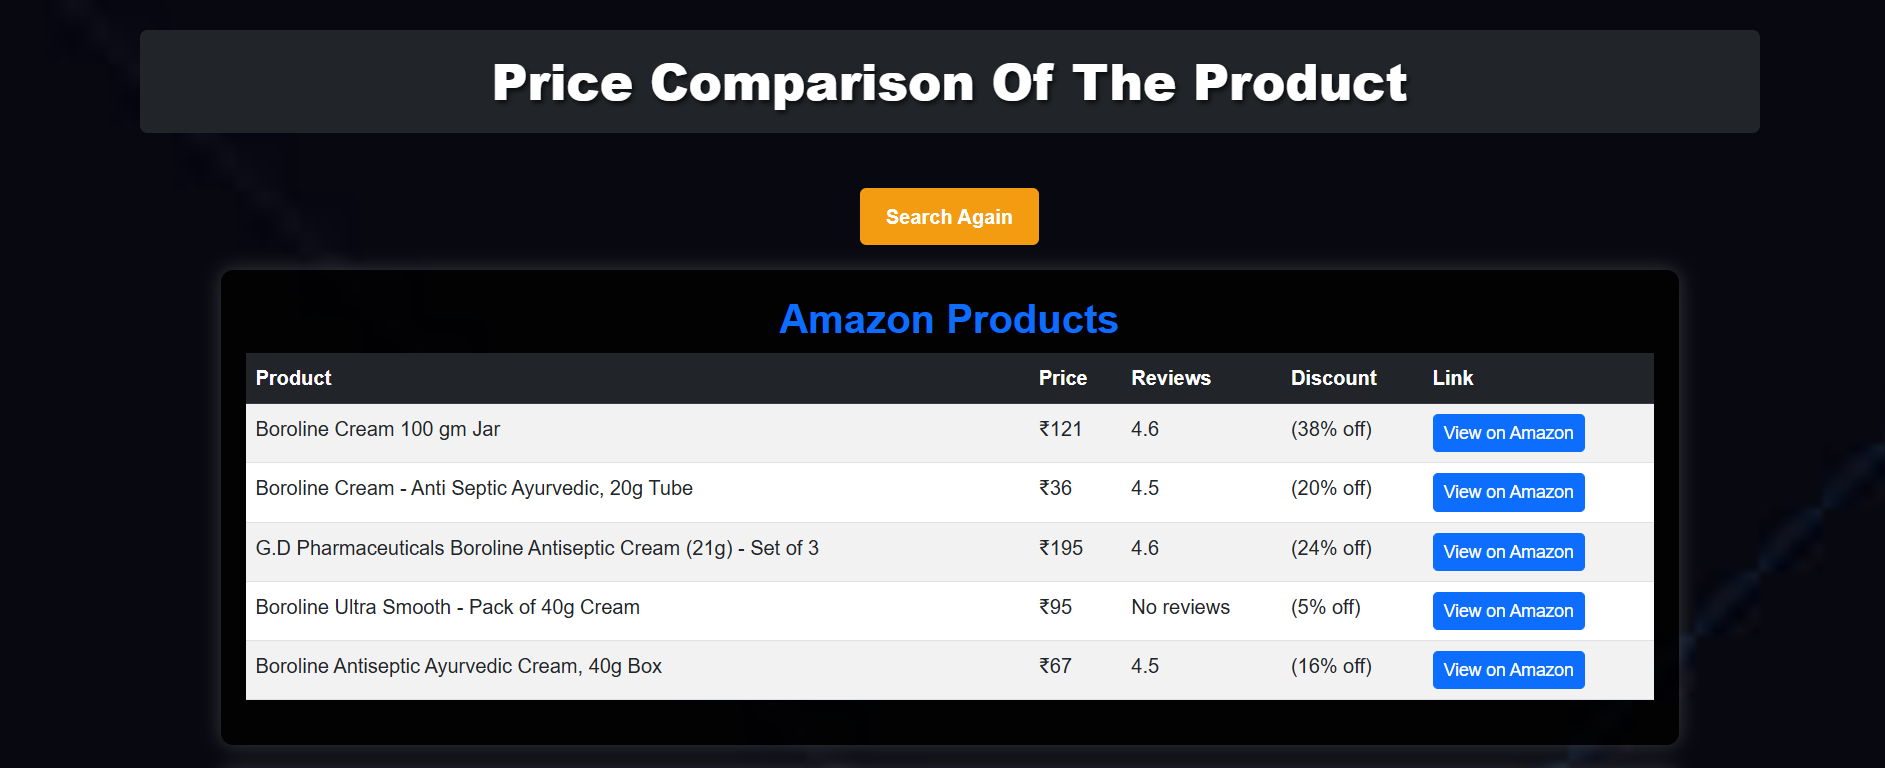 Price Comparison Of The Product
Search Again
Amazon Products
Product Price Reviews Discount Link
Boroline Cream 100 gm Jar ₹121 4.6 (38% off) View on Amazon
Boroline Cream - Anti Septic Ayurvedic, 20g Tube ₹36 4.5 (20% off) View on Amazon
G.D Pharmaceuticals Boroline Antiseptic Cream (21g) - Set of 3 ₹195 4.6 (24% off) View on Amazon
Boroline Ultra Smooth - Pack of 40g Cream ₹95 No reviews (5% off) View on Amazon
Boroline Antiseptic Ayurvedic Cream, 40g Box ₹67 4.5 (16% off) View on Amazon